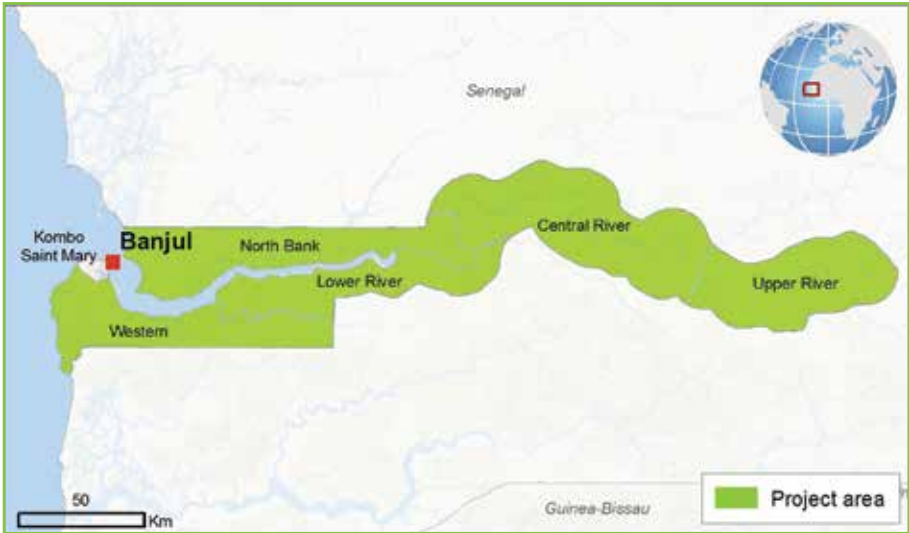 Senegal
Kombo
Saint Mary
Banjul
North Bank
Central River
Lower River
Upper River
Western
50
Km
Guinea-Bissau
Project area